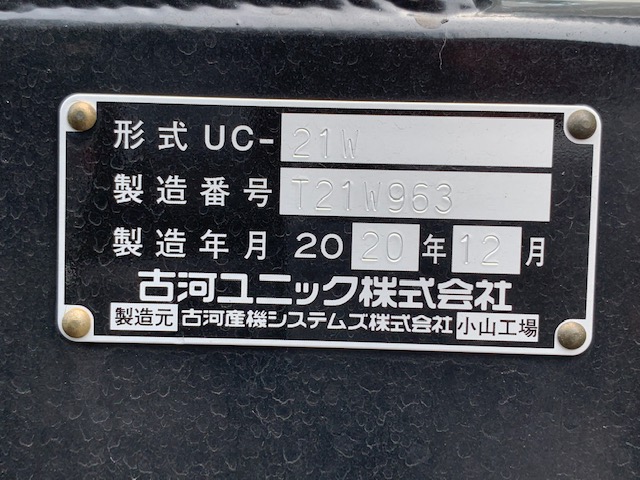 形式 UC-21W
製造番号 T21W963
製造年月 2020年12月
古河ユニック株式会社
製造元 古河産機システムズ株式会社 小山工場